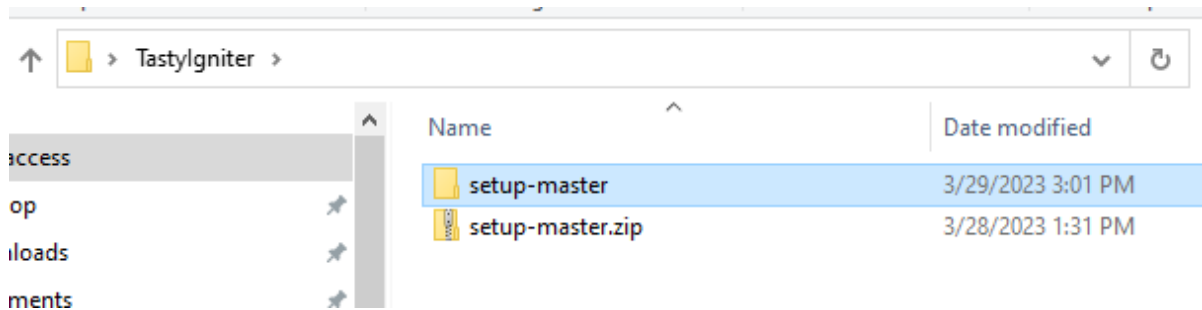 TastyIgniter
Name
Date modified
access
op
setup-master
3/29/2023 3:01 PM
setup-master.zip
3/28/2023 1:31 PM
nloads
ments